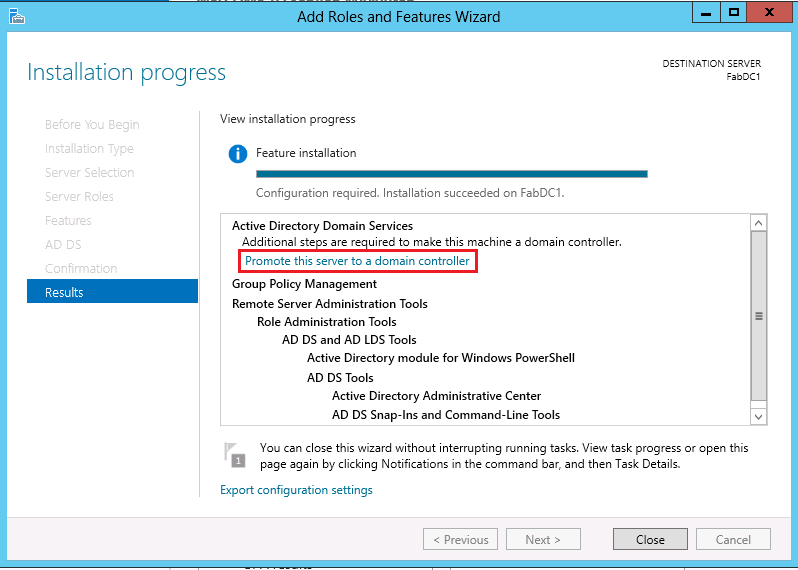 Add Roles and Features Wizard
Installation progress
DESTINATION SERVER
FabDC1
Before You Begin
Installation Type
Server Selection
Server Roles
Features
AD DS
Confirmation
Results
View installation progress
Feature installation
Configuration required. Installation succeeded on FabDC1.
Active Directory Domain Services
Additional steps are required to make this machine a domain controller.
Promote this server to a domain controller
Group Policy Management
Remote Server Administration Tools
Role Administration Tools
AD DS and AD LDS Tools
Active Directory module for Windows PowerShell
AD DS Tools
Active Directory Administrative Center
AD DS Snap-Ins and Command-Line Tools
1
You can close this wizard without interrupting running tasks. View task progress or open this
page again by clicking Notifications in the command bar, and then Task Details.
Export configuration settings
< Previous
Next >
Close
Cancel